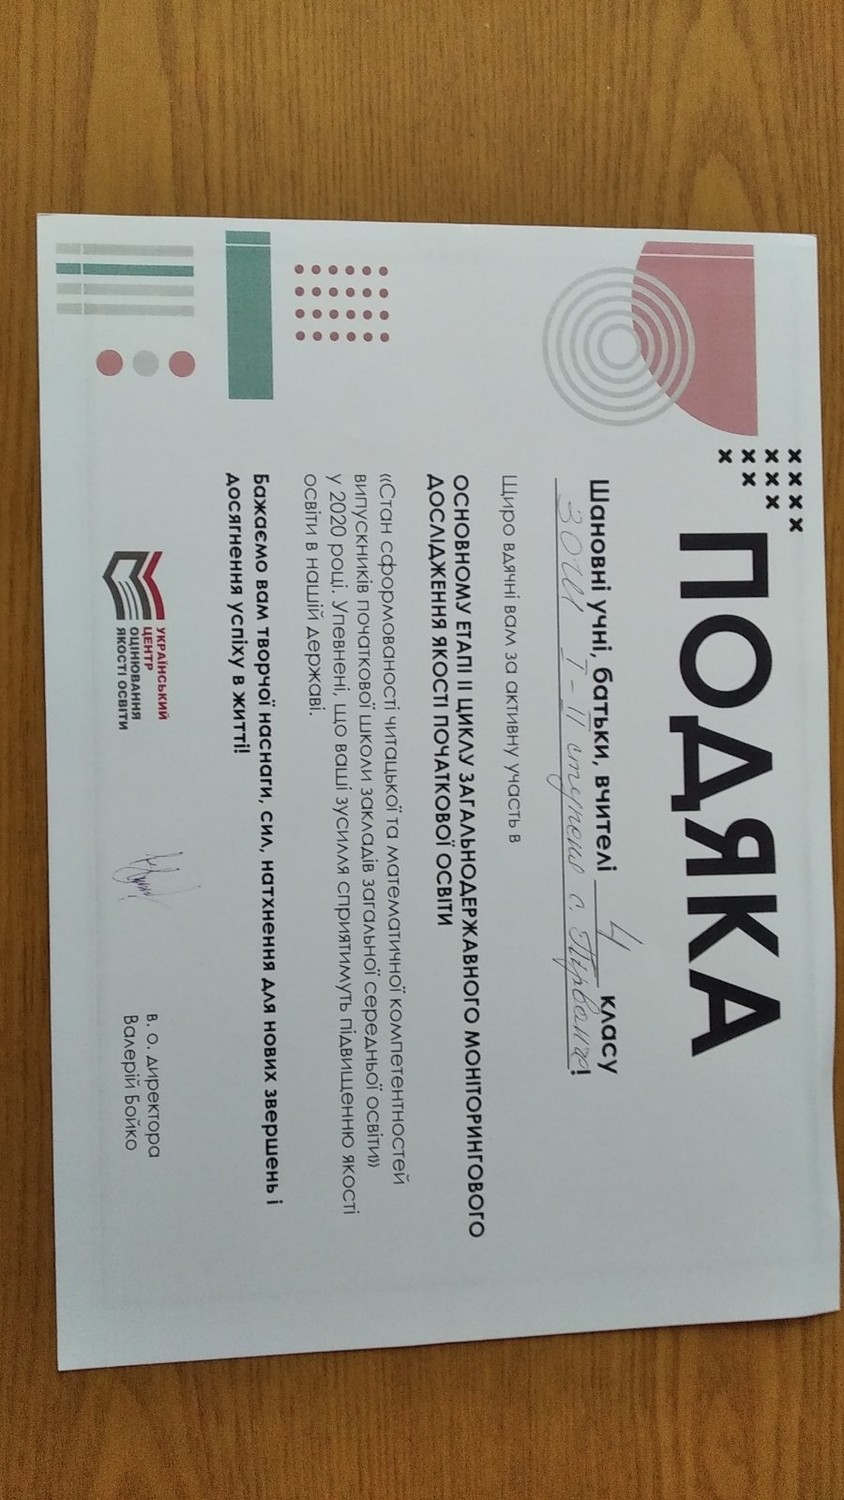 ПОДЯКА
Шановні учні, батьки, вчителі 4 класу
ЗОШ І-ІІ ступеня с. !
Щиро вдячні вам за активну участь в
ОСНОВНОМУ ЕТАПІ ІІ ЦИКЛУ ЗАГАЛЬНОДЕРЖАВНОГО МОНІТОРИНГОВОГО
ДОСЛІДЖЕННЯ ЯКОСТІ ПОЧАТКОВОЇ ОСВІТИ
«Стан сформованості читацької та математичної компетентностей
випускників початкової школи закладів загальної середньої освіти»
у 2020 році. Упевнені, що ваші зусилля сприятимуть підвищенню якості
освіти в нашій державі.
Бажаємо вам творчої наснаги, сил, натхнення для нових звершень і
досягнення успіху в житті!
УКРАЇНСЬКИЙ
ЦЕНТР
ОЦІНЮВАННЯ
ЯКОСТІ ОСВІТИ
в. о. директора
Валерій Бойко